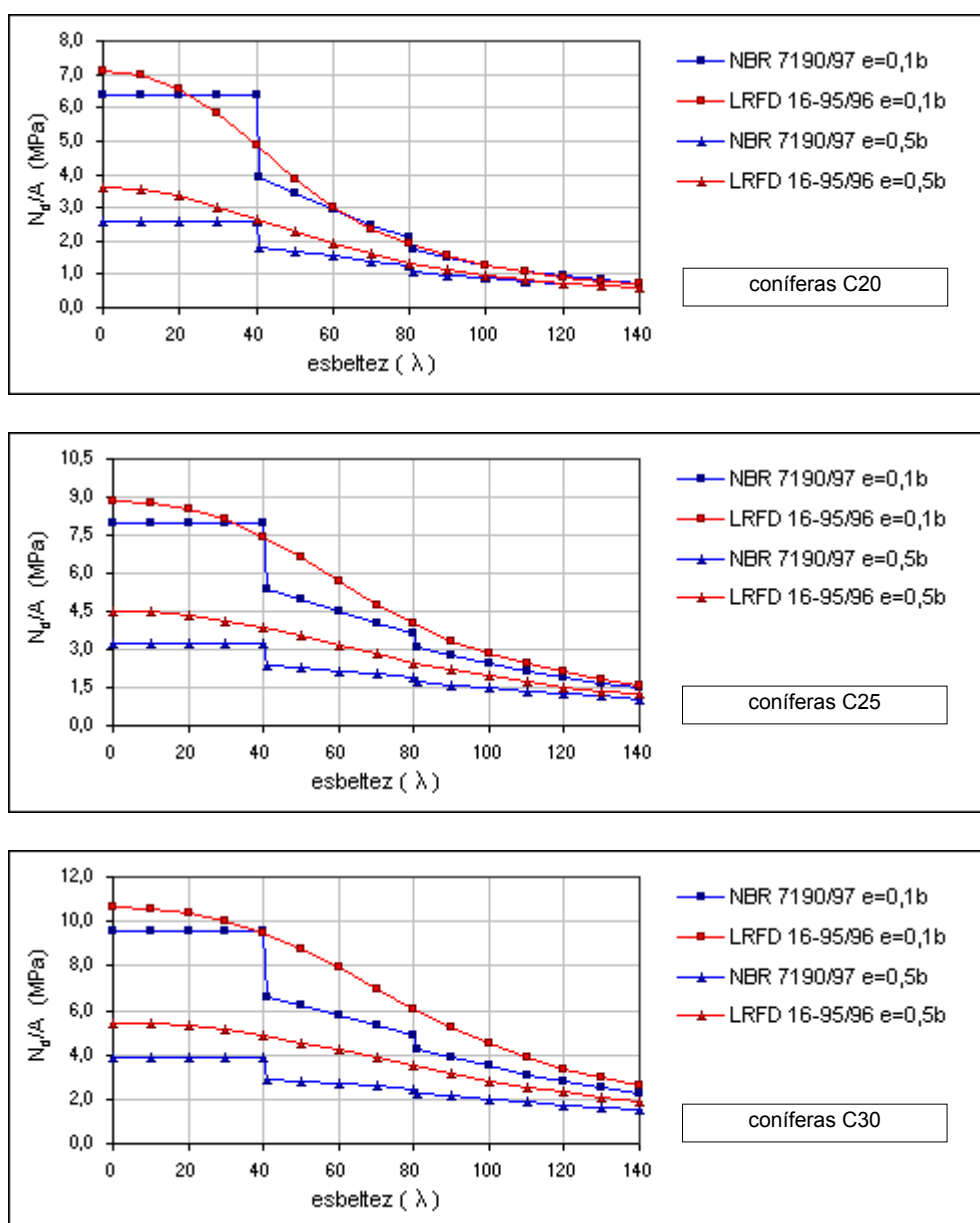 8,0
7,0
6,0
5,0
4,0
3,0
2,0
1,0
0,0
N_d/A (MPa)
0 20 40 60 80 100 120 140
esbeltez ( λ )
NBR 7190/97 e=0,1b
LRFD 16-95/96 e=0,1b
NBR 7190/97 e=0,5b
LRFD 16-95/96 e=0,5b
coníferas C20
10,5
9,0
7,5
6,0
4,5
3,0
1,5
0,0
N_d/A (MPa)
0 20 40 60 80 100 120 140
esbeltez ( λ )
NBR 7190/97 e=0,1b
LRFD 16-95/96 e=0,1b
NBR 7190/97 e=0,5b
LRFD 16-95/96 e=0,5b
coníferas C25
12,0
10,0
8,0
6,0
4,0
2,0
0,0
N_d/A (MPa)
0 20 40 60 80 100 120 140
esbeltez ( λ )
NBR 7190/97 e=0,1b
LRFD 16-95/96 e=0,1b
NBR 7190/97 e=0,5b
LRFD 16-95/96 e=0,5b
coníferas C30